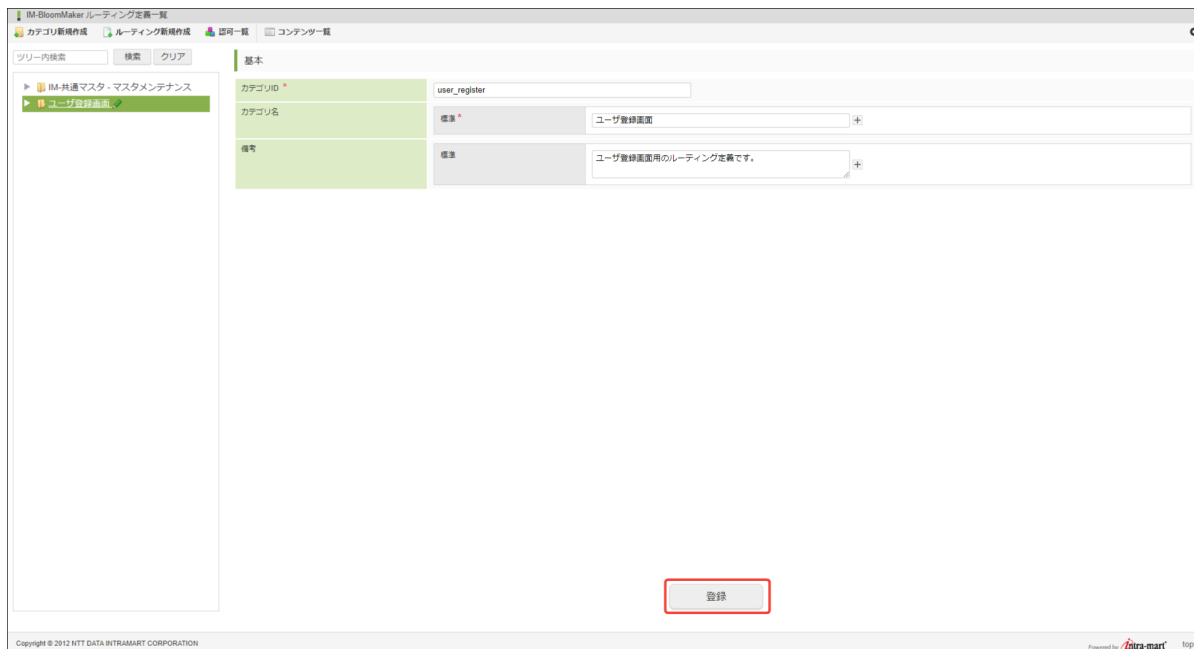 IM-BloomMaker ルーティング定義一覧
カテゴリ新規作成 ルーティング新規作成 認可一覧 コンテンツ一覧
ツリー内検索 検索 クリア
基本
IM-共通マスタ - マスタメンテナンス
ユーザ登録画面
カテゴリID *
user_register
カテゴリ名
標準 *
ユーザ登録画面
備考
標準
ユーザ登録画面用のルーティング定義です。
登録
Copyright © 2012 NTT DATA INTRAMART CORPORATION
Powered by intra-mart
top